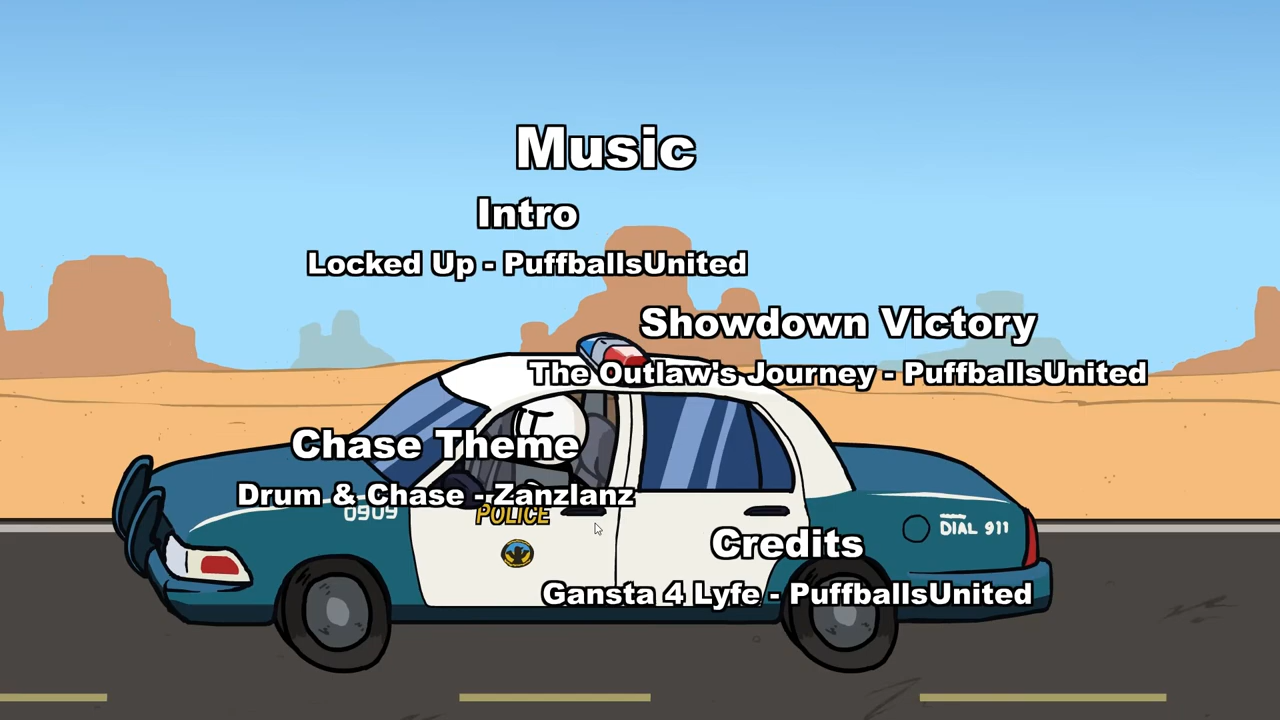 Music
Intro
Locked Up - PuffballsUnited
Showdown Victory
The Outlaw's Journey - PuffballsUnited
Chase Theme
Drum & Chase - Zanzlanz
0909
POLICE
DIAL 911
Credits
Gansta 4 Lyfe - PuffballsUnited